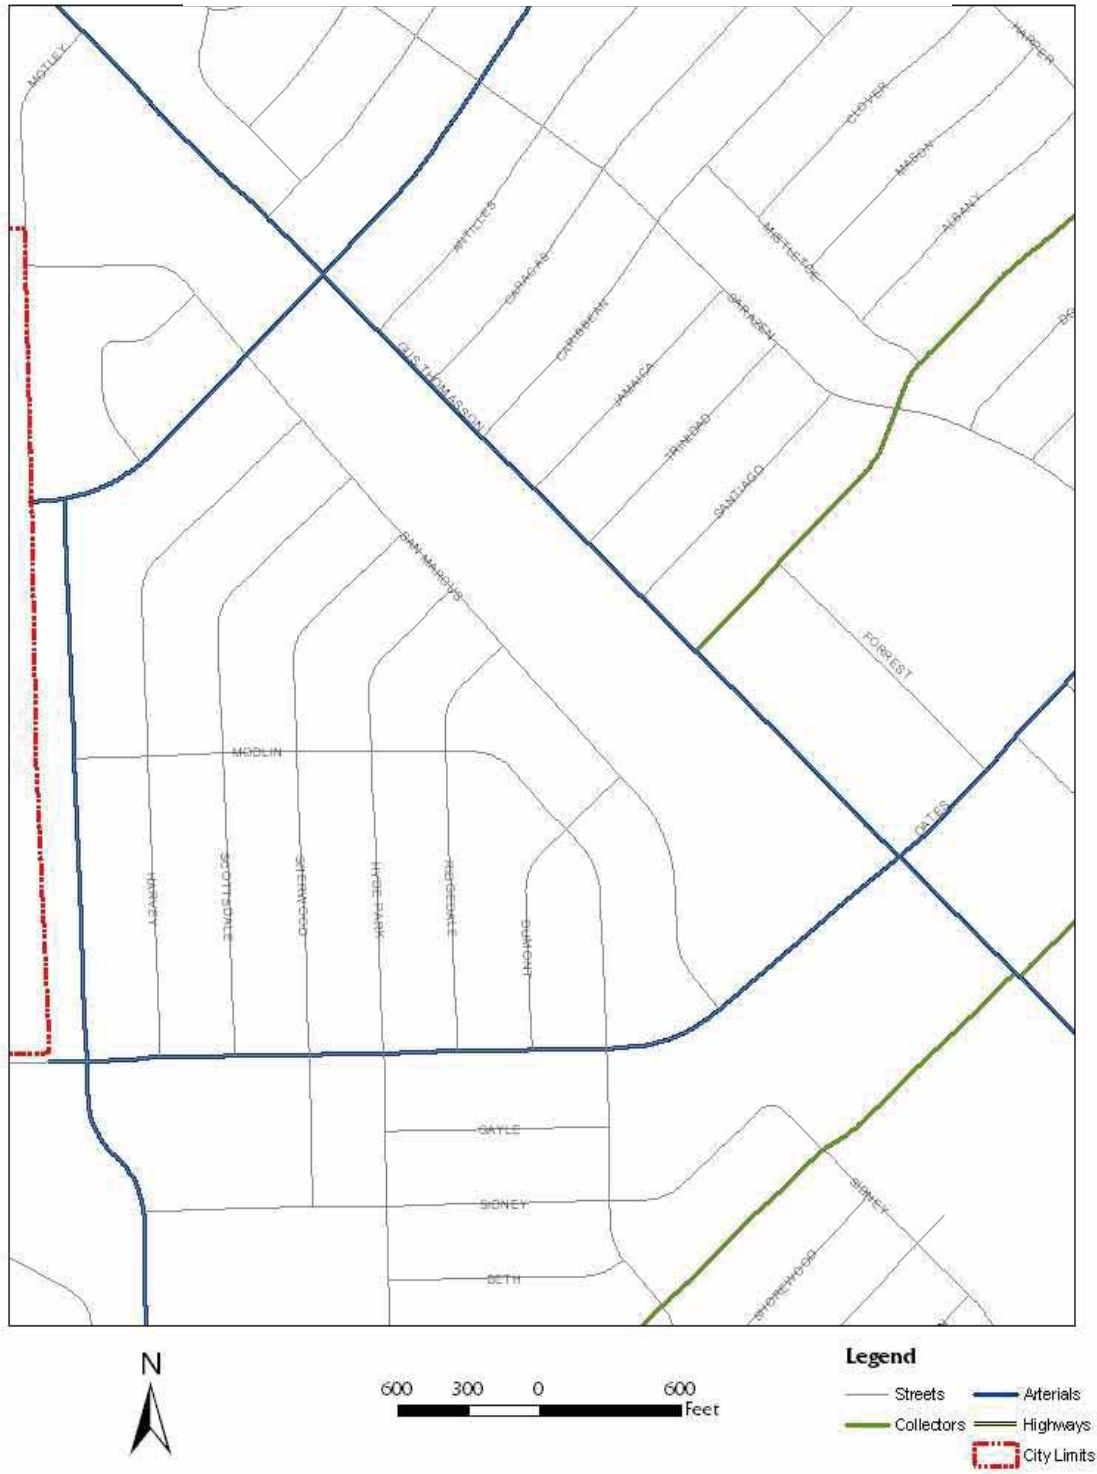 MOTLEY
HARPER
CLOVER
MASON
ALBANY
ANTILLES
MISTLETOE
CARACAS
CARIBBEAN
SARAZEN
DO
GUS THOMASSON
JAMAICA
TRINIDAD
SANTIAGO
SAN MARCUS
FORREST
MODLIN
OATES
HARVEY
SCOTTSDALE
SHERWOOD
HYDE PARK
RIDGEDALE
DUMONT
GAYLE
SIDNEY
SIDNEY
SHOREWOOD
BETH
N
600 300 0 600
Feet
Legend
Streets
Arterials
Collectors
Highways
City Limits